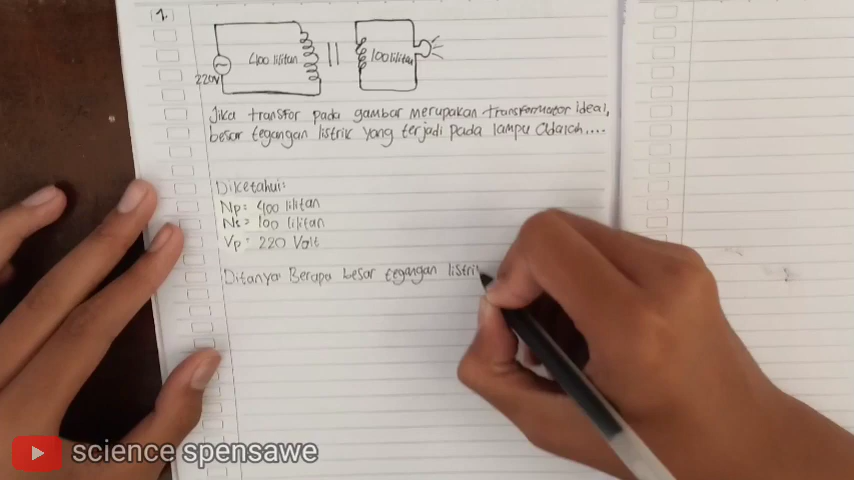 1.
400 lilitan
100 lilitan
220V
Jika transfor pada gambar merupakan transformator ideal,
besar tegangan listrik yang terjadi pada lampu adalah....
Diketahui:
Np: 400 lilitan
Ns: 100 lilitan
Vp: 220 Volt
Ditanya: Berapa besar tegangan listrik
science spensawe